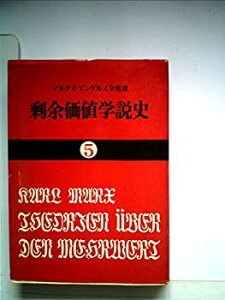 マルクス=エンゲルス全集版
剰余価値学説史
5
KARL MARX
THEORIEN ÜBER
DEN MEHRWERT